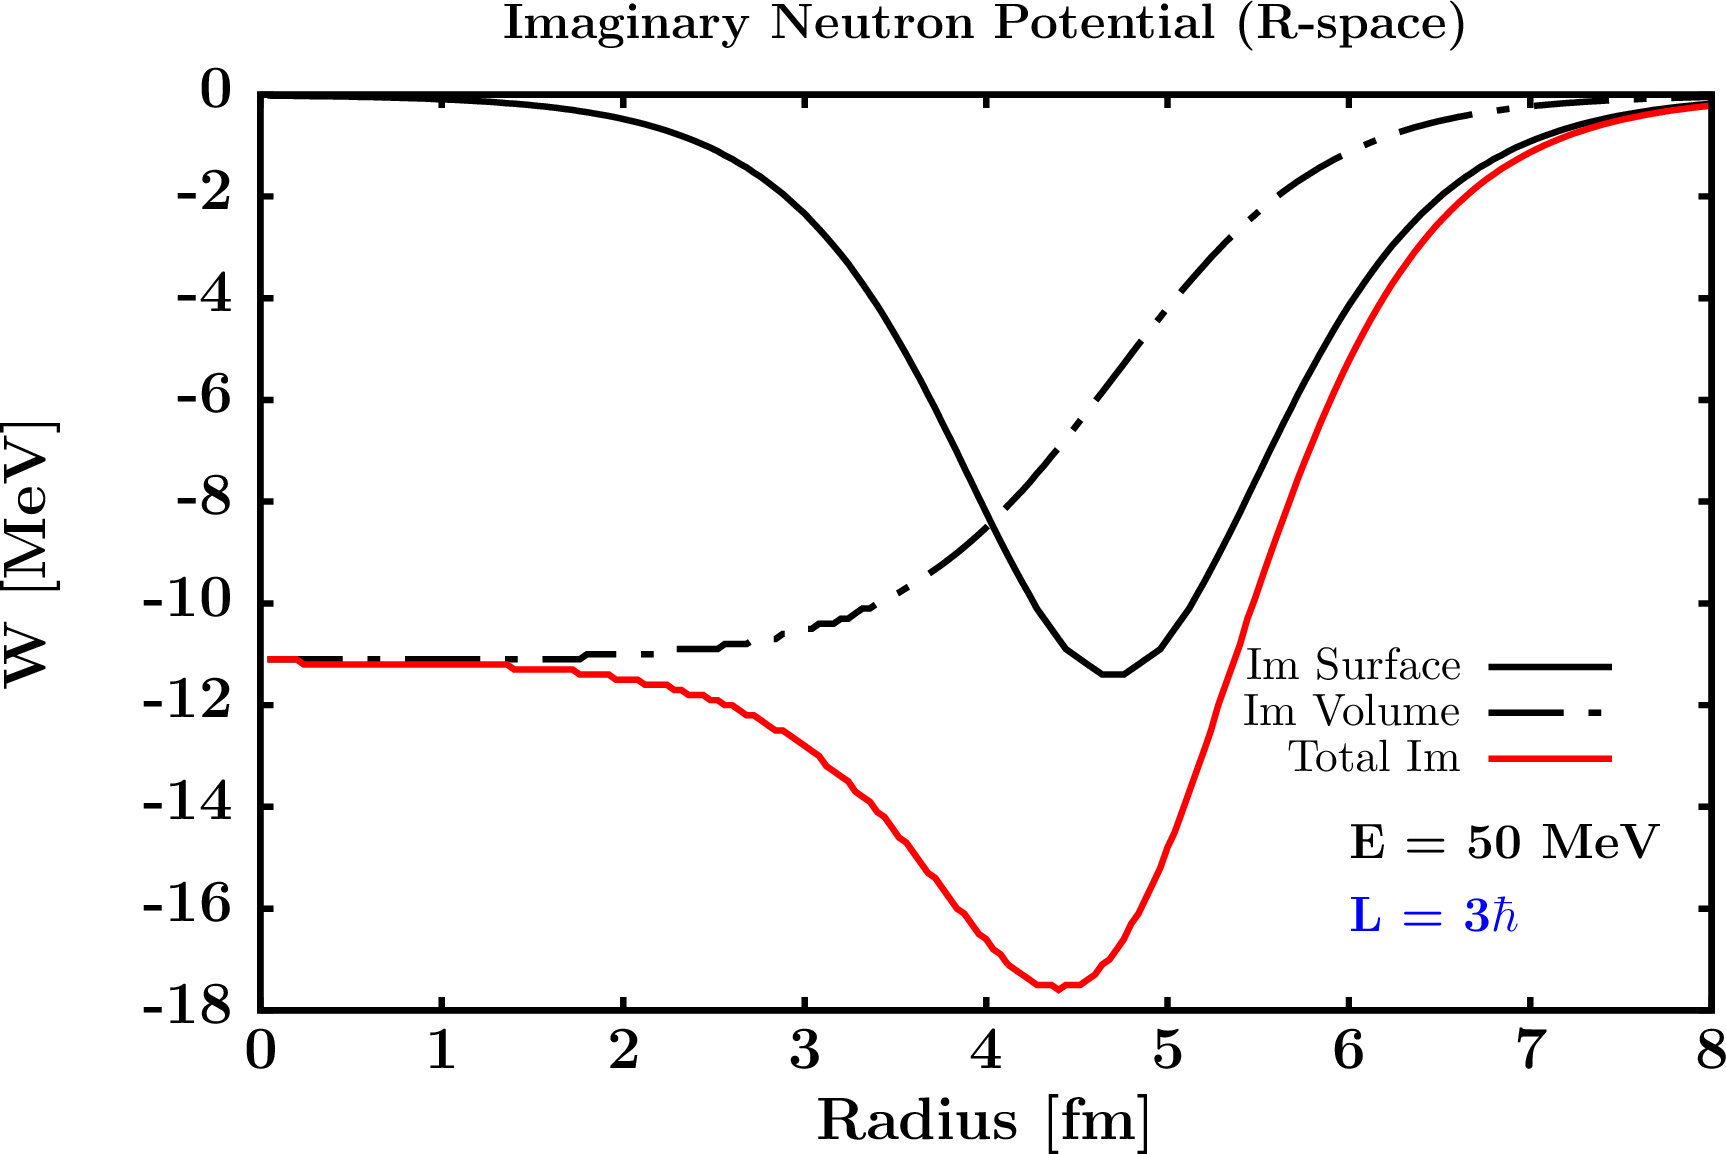 Imaginary Neutron Potential (R-space)
W [MeV]
0
-2
-4
-6
-8
-10
-12
-14
-16
-18
Im Surface
Im Volume
Total Im
E = 50 MeV
L = 3ℏ
0 1 2 3 4 5 6 7 8
Radius [fm]